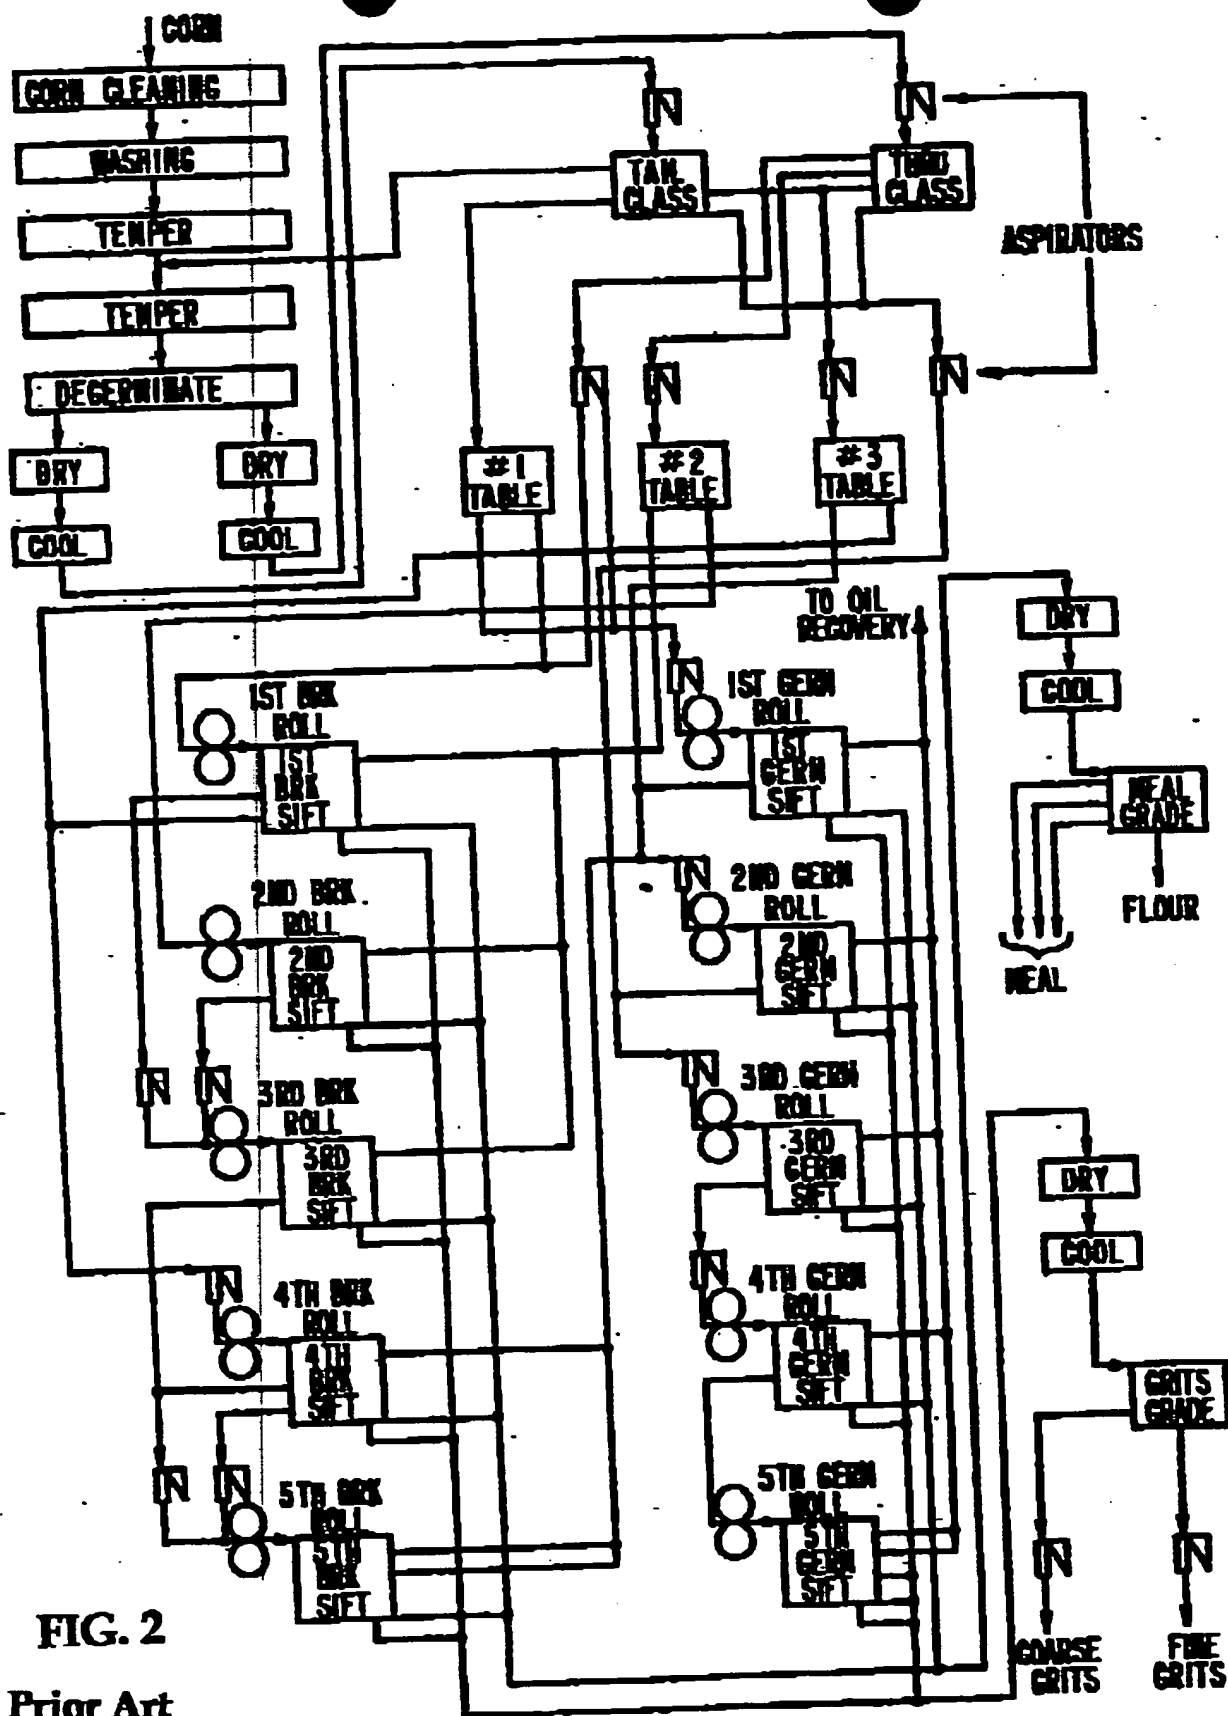 CORN
CORN CLEANING
WASHING
TEMPER
TEMPER
DEGERMINATE
DRY
COOL
DRY
COOL
TAIL
CLASS
THRU
CLASS
ASPIRATORS
#1
TABLE
#2
TABLE
#3
TABLE
TO OIL
RECOVERY
DRY
COOL
MEAL
GRADE
FLOUR
MEAL
1ST BRK
ROLL
1ST
BRK
SIFT
2ND BRK
ROLL
2ND
BRK
SIFT
3RD BRK
ROLL
3RD
BRK
SIFT
4TH BRK
ROLL
4TH
BRK
SIFT
5TH BRK
ROLL
5TH
BRK
SIFT
1ST GERM
ROLL
1ST
GERM
SIFT
2ND GERM
ROLL
2ND
GERM
SIFT
3RD GERM
ROLL
3RD
GERM
SIFT
4TH GERM
ROLL
4TH
GERM
SIFT
5TH GERM
ROLL
5TH
GERM
SIFT
DRY
COOL
GRITS
GRADE
COARSE
GRITS
FINE
GRITS
FIG. 2
Prior Art